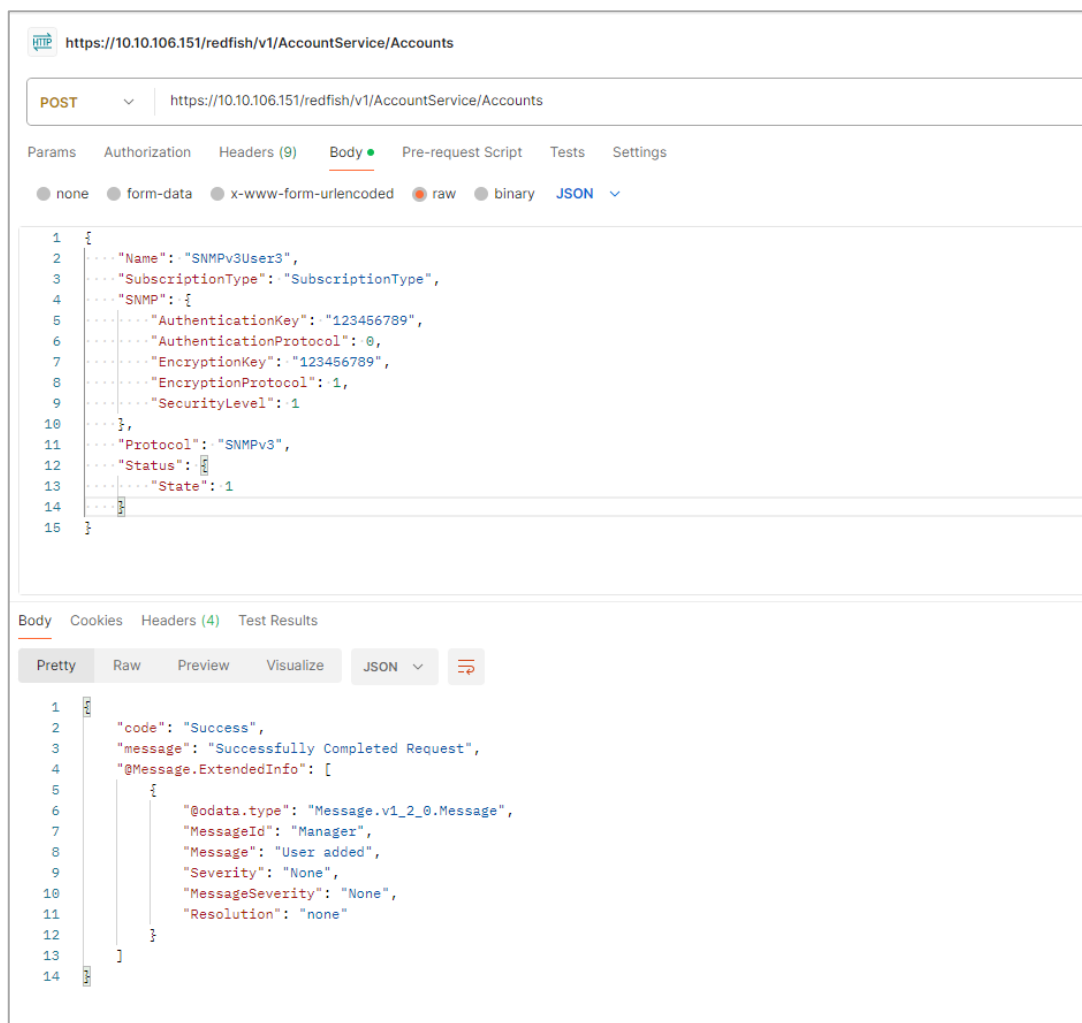 HTTP https://10.10.106.151/redfish/v1/AccountService/Accounts
POST https://10.10.106.151/redfish/v1/AccountService/Accounts
Params Authorization Headers (9) Body Pre-request Script Tests Settings
none form-data x-www-form-urlencoded raw binary JSON
1 {
2 "Name": "SNMPv3User3",
3 "SubscriptionType": "SubscriptionType",
4 "SNMP": {
5 "AuthenticationKey": "123456789",
6 "AuthenticationProtocol": 0,
7 "EncryptionKey": "123456789",
8 "EncryptionProtocol": 1,
9 "SecurityLevel": 1
10 },
11 "Protocol": "SNMPv3",
12 "Status": {
13 "State": 1
14 }
15 }
Body Cookies Headers (4) Test Results
Pretty Raw Preview Visualize JSON
1 {
2 "code": "Success",
3 "message": "Successfully Completed Request",
4 "@Message.ExtendedInfo": [
5 {
6 "@odata.type": "Message.v1_2_0.Message",
7 "MessageId": "Manager",
8 "Message": "User added",
9 "Severity": "None",
10 "MessageSeverity": "None",
11 "Resolution": "none"
12 }
13 ]
14 }